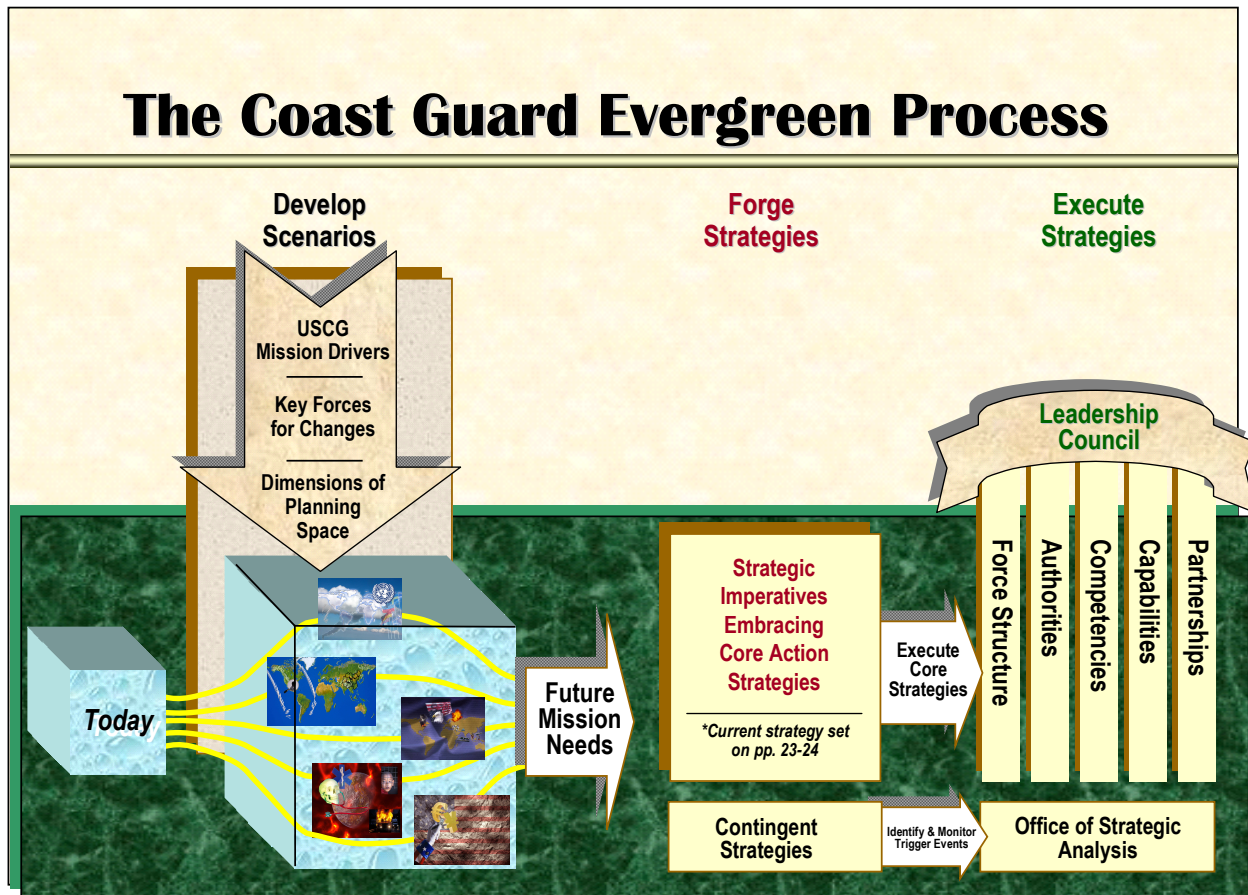 The Coast Guard Evergreen Process
Develop
Scenarios
Forge
Strategies
Execute
Strategies
USCG
Mission Drivers
Key Forces
for Changes
Dimensions of
Planning
Space
Leadership
Council
Force Structure
Authorities
Competencies
Capabilities
Partnerships
Today
Future
Mission
Needs
Strategic
Imperatives
Embracing
Core Action
Strategies
*Current strategy set
on pp. 23-24
Execute
Core
Strategies
Contingent
Strategies
Identify & Monitor
Trigger Events
Office of Strategic
Analysis